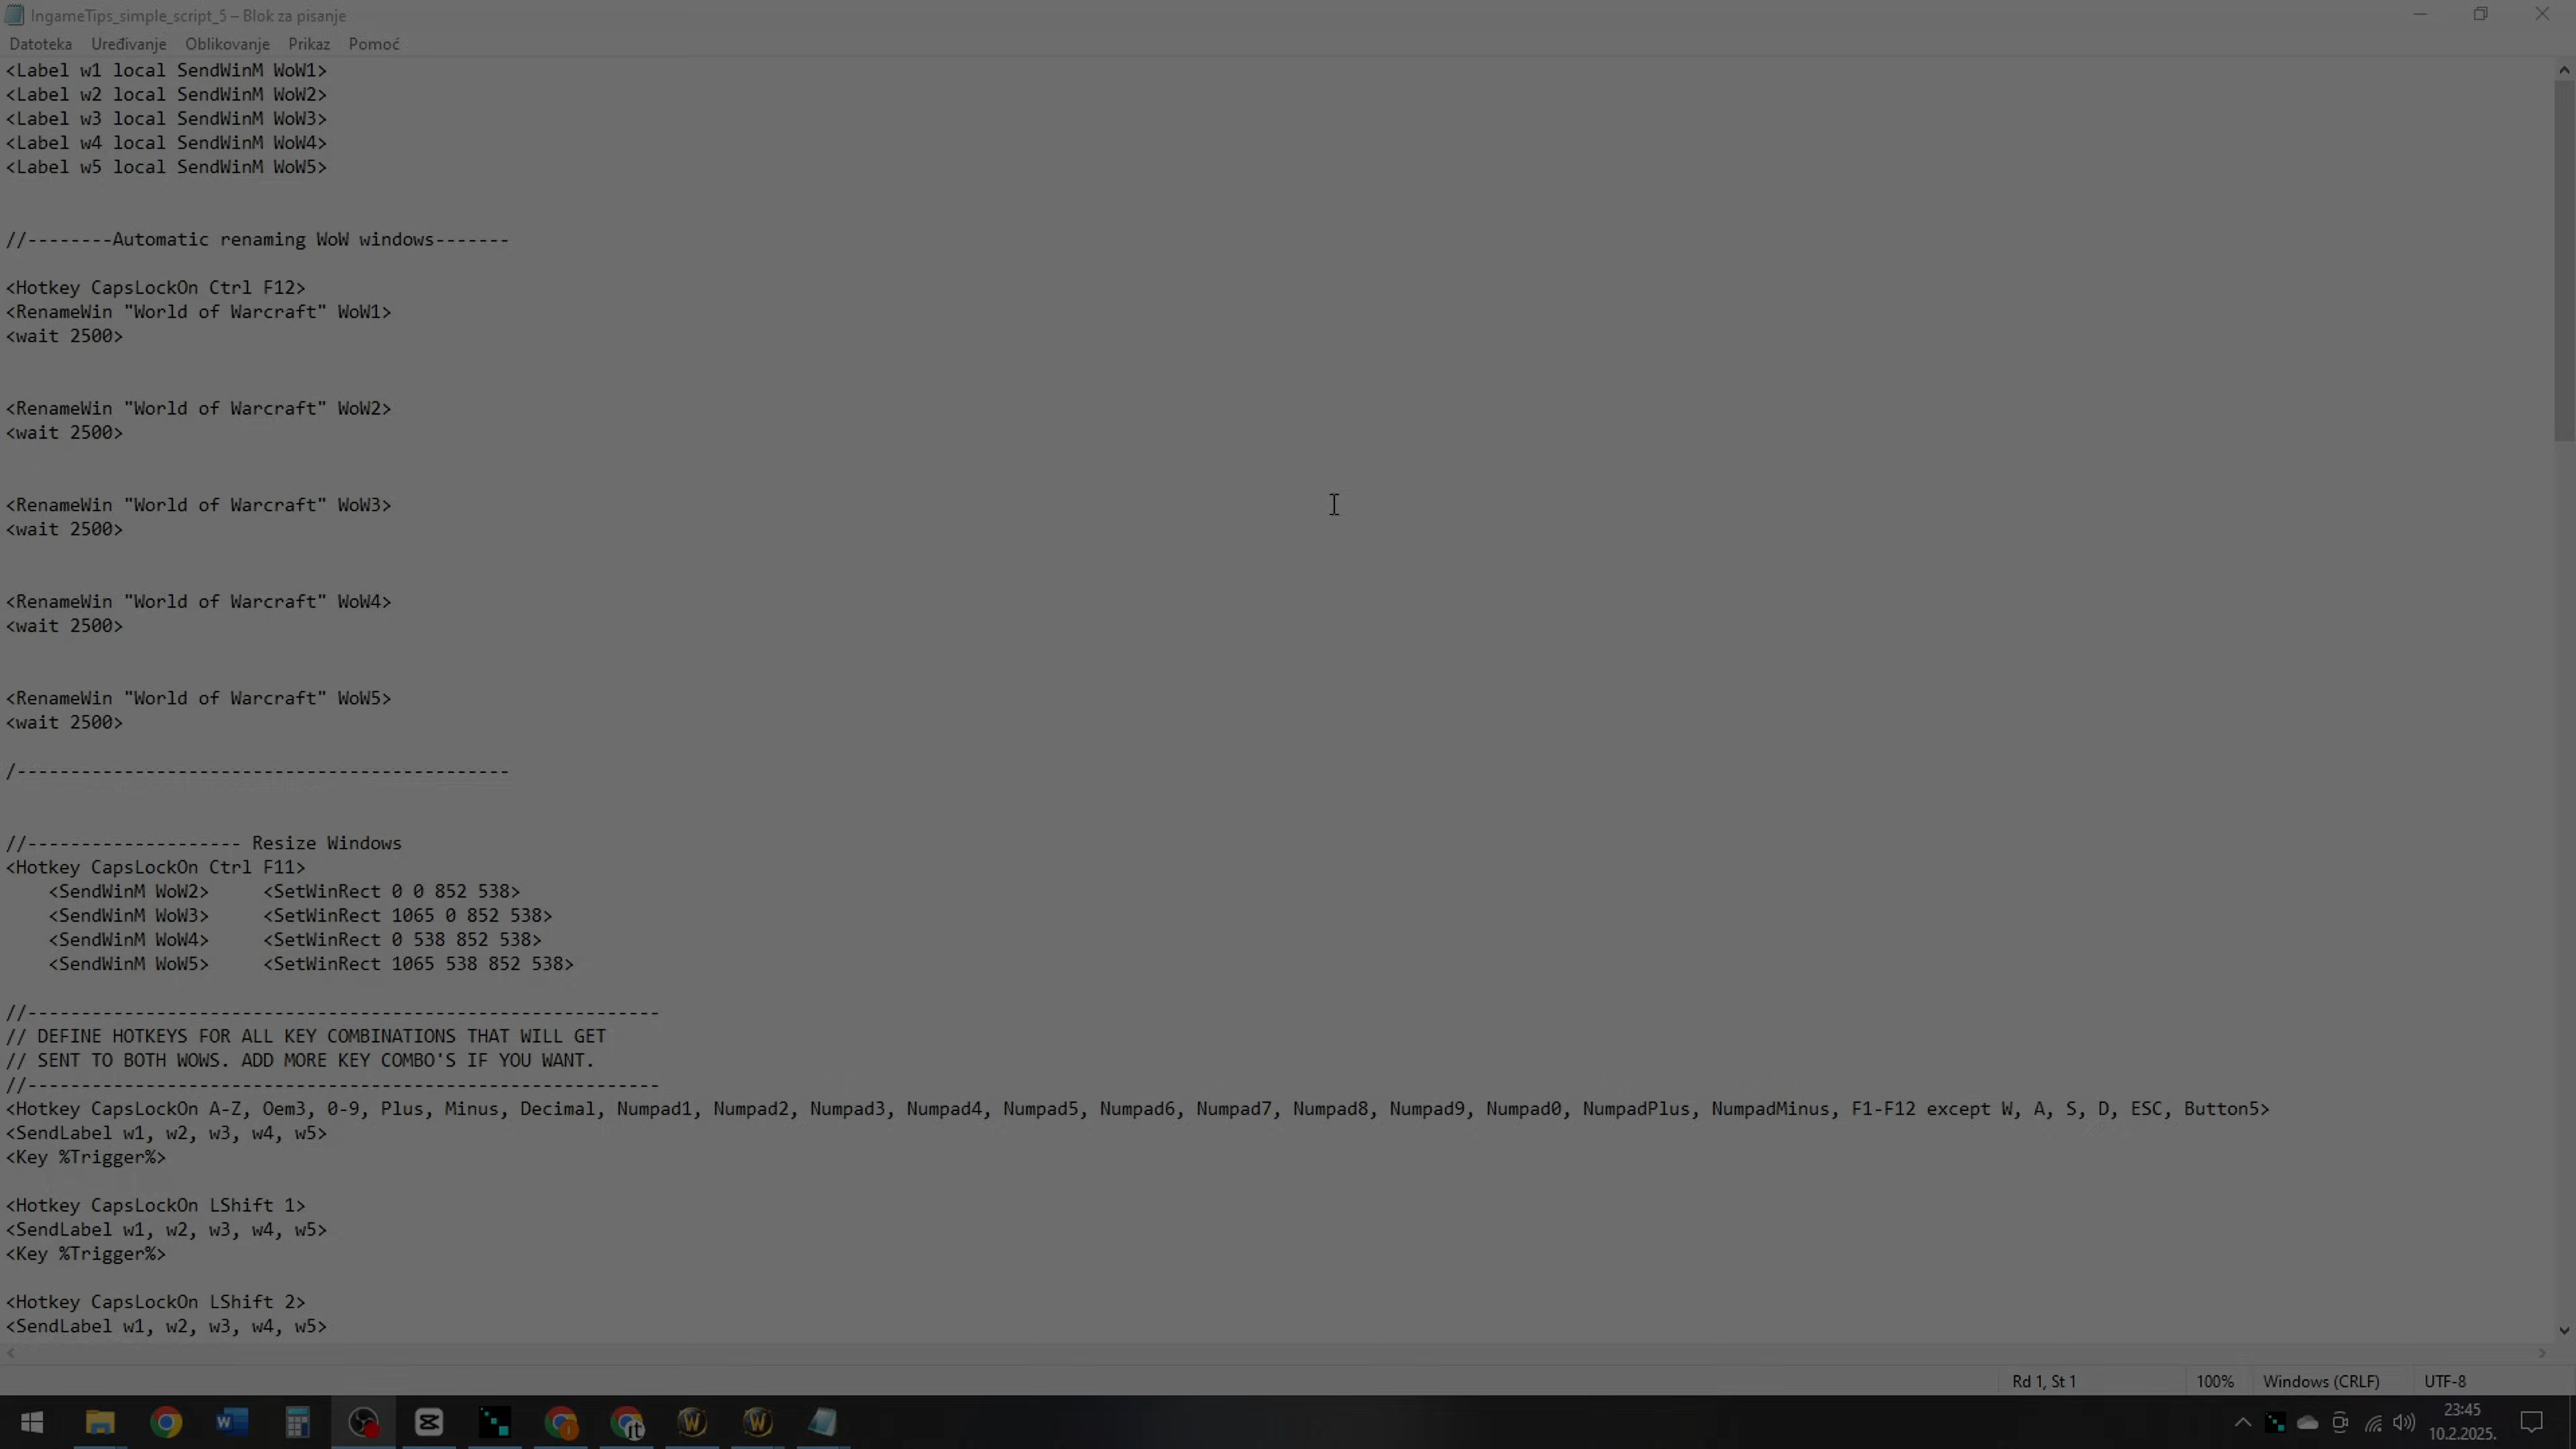 IngameTips_simple_script_5 – Blok za pisanje
Datoteka Uređivanje Oblikovanje Prikaz Pomoć
<Label w1 local SendWinM WoW1>
<Label w2 local SendWinM WoW2>
<Label w3 local SendWinM WoW3>
<Label w4 local SendWinM WoW4>
<Label w5 local SendWinM WoW5>
//--------Automatic renaming WoW windows-------
<Hotkey CapsLockOn Ctrl F12>
<RenameWin "World of Warcraft" WoW1>
<wait 2500>
<RenameWin "World of Warcraft" WoW2>
<wait 2500>
<RenameWin "World of Warcraft" WoW3>
<wait 2500>
<RenameWin "World of Warcraft" WoW4>
<wait 2500>
<RenameWin "World of Warcraft" WoW5>
<wait 2500>
/----------------------------------------------
//-------------------- Resize Windows
<Hotkey CapsLockOn Ctrl F11>
<SendWinM WoW2> <SetWinRect 0 0 852 538>
<SendWinM WoW3> <SetWinRect 1065 0 852 538>
<SendWinM WoW4> <SetWinRect 0 538 852 538>
<SendWinM WoW5> <SetWinRect 1065 538 852 538>
//-----------------------------------------------------------
// DEFINE HOTKEYS FOR ALL KEY COMBINATIONS THAT WILL GET
// SENT TO BOTH WOWS. ADD MORE KEY COMBO'S IF YOU WANT.
//-----------------------------------------------------------
<Hotkey CapsLockOn A-Z, Oem3, 0-9, Plus, Minus, Decimal, Numpad1, Numpad2, Numpad3, Numpad4, Numpad5, Numpad6, Numpad7, Numpad8, Numpad9, Numpad0, NumpadPlus, NumpadMinus, F1-F12 except W, A, S, D, ESC, Button5>
<SendLabel w1, w2, w3, w4, w5>
<Key %Trigger%>
<Hotkey CapsLockOn LShift 1>
<SendLabel w1, w2, w3, w4, w5>
<Key %Trigger%>
<Hotkey CapsLockOn LShift 2>
<SendLabel w1, w2, w3, w4, w5>
Rd 1, St 1 100% Windows (CRLF) UTF-8
23:45
10.2.2025.